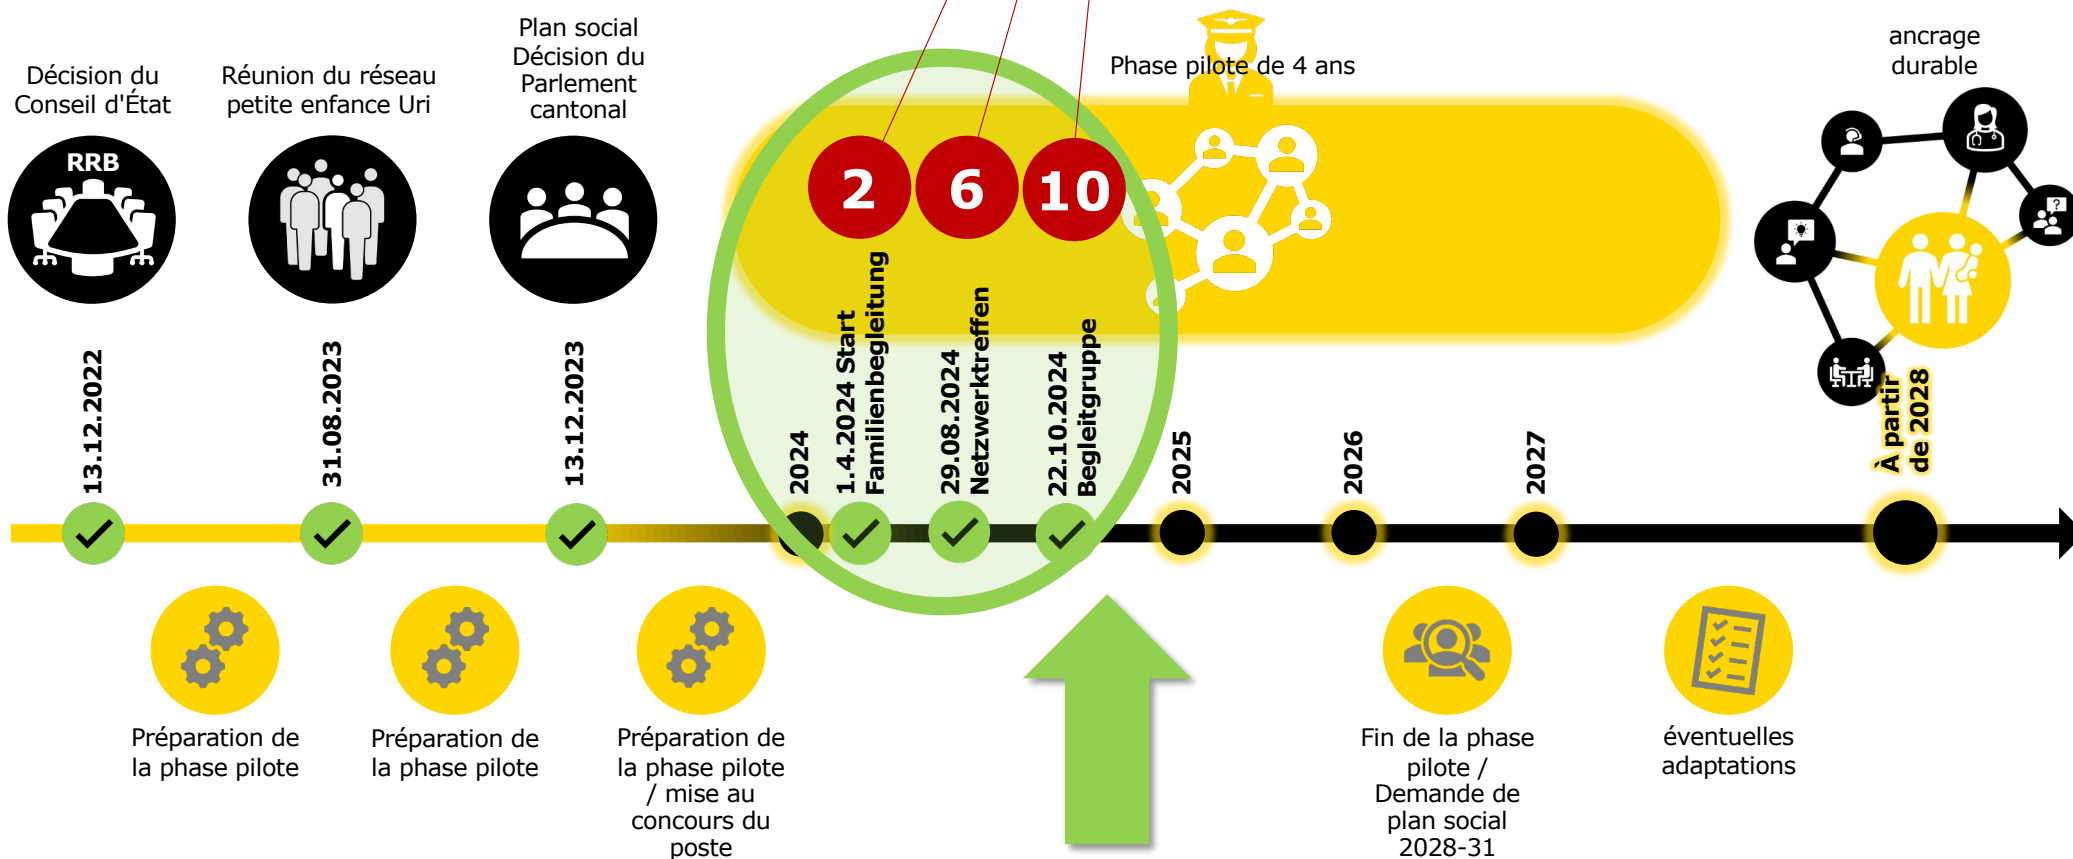 Décision du
Conseil d'État
RRB
Réunion du réseau
petite enfance Uri
Plan social
Décision du
Parlement
cantonal
Phase pilote de 4 ans
ancrage
durable
2
6
10
?
13.12.2022
31.08.2023
13.12.2023
2024
1.4.2024 Start
Familienbegleitung
29.08.2024
Netzwerktreffen
22.10.2024
Begleitgruppe
2025
2026
2027
À partir
de 2028
Préparation de
la phase pilote
Préparation de
la phase pilote
Préparation de
la phase pilote
/ mise au
concours du
poste
Fin de la phase
pilote /
Demande de
plan social
2028-31
éventuelles
adaptations